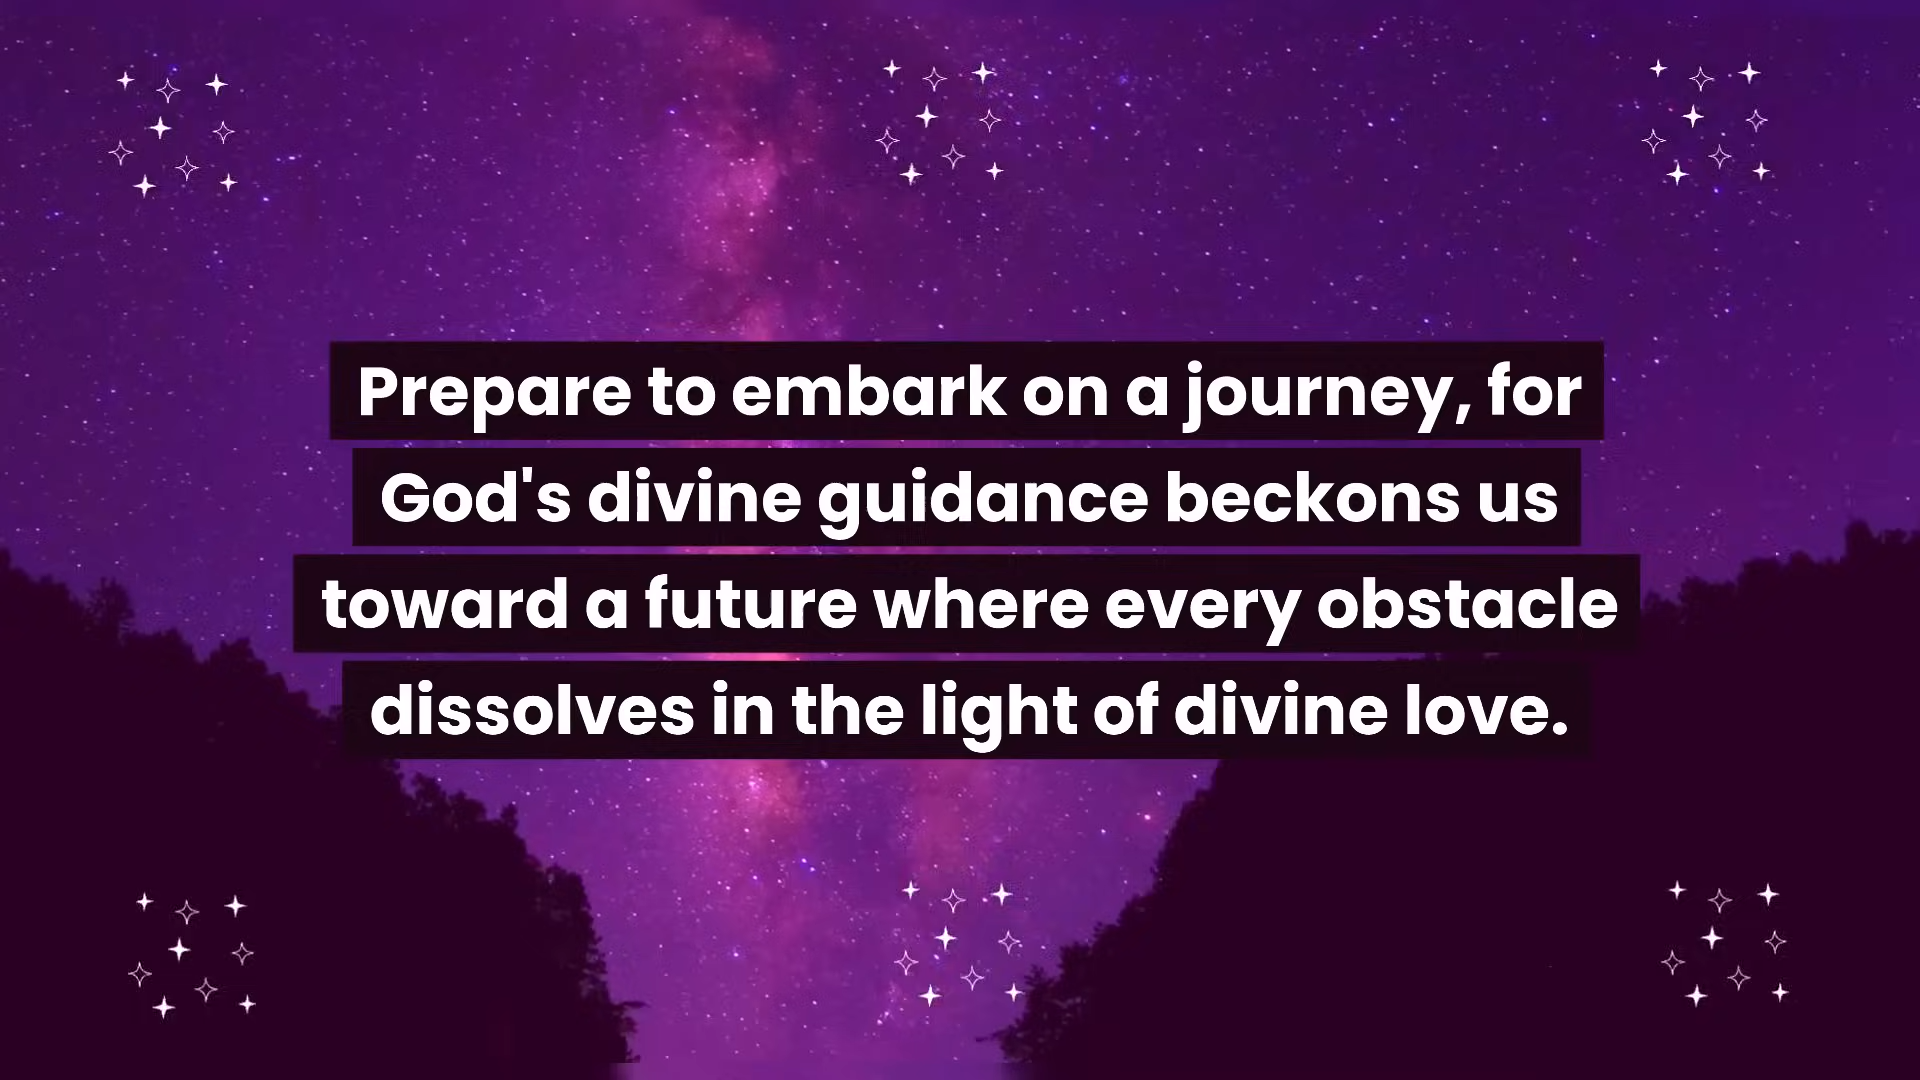 Prepare to embark on a journey, for
God's divine guidance beckons us
toward a future where every obstacle
dissolves in the light of divine love.